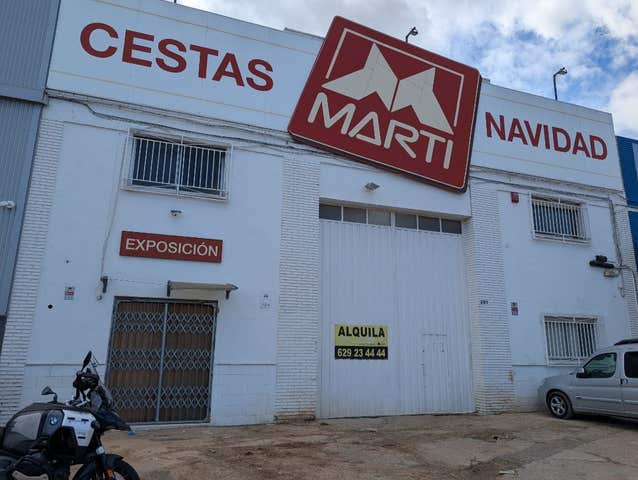 CESTAS
MARTI
NAVIDAD
EXPOSICIÓN
ALQUILA
629 23 44 44